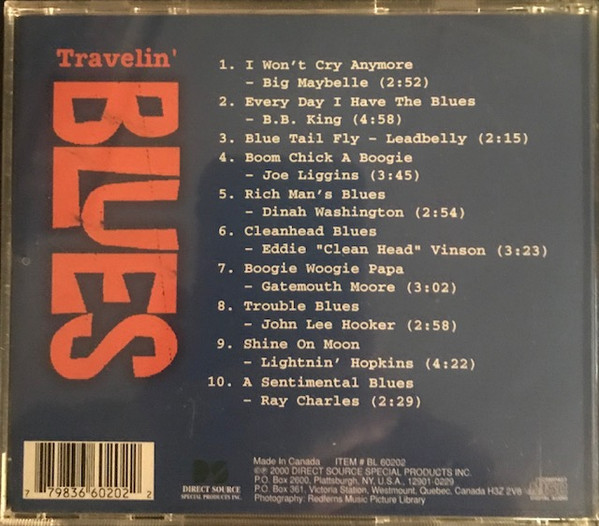 Travelin'
BLUES
1. I Won't Cry Anymore
- Big Maybelle (2:52)
2. Every Day I Have The Blues
- B.B. King (4:58)
3. Blue Tail Fly - Leadbelly (2:15)
4. Boom Chick A Boogie
- Joe Liggins (3:45)
5. Rich Man's Blues
- Dinah Washington (2:54)
6. Cleanhead Blues
- Eddie "Clean Head" Vinson (3:23)
7. Boogie Woogie Papa
- Gatemouth Moore (3:02)
8. Trouble Blues
- John Lee Hooker (2:58)
9. Shine On Moon
- Lightnin' Hopkins (4:22)
10. A Sentimental Blues
- Ray Charles (2:29)
7 79836 60202 2
DIRECT SOURCE
SPECIAL PRODUCTS INC.
Made In Canada ITEM # BL 60202
©℗ 2000 DIRECT SOURCE SPECIAL PRODUCTS INC.
P.O. Box 2600, Plattsburgh, N.Y, U.S.A., 12901-0229
P.O. Box 361, Victoria Station, Westmount, Quebec, Canada H3Z 2V8
Photography: Redferns Music Picture Library